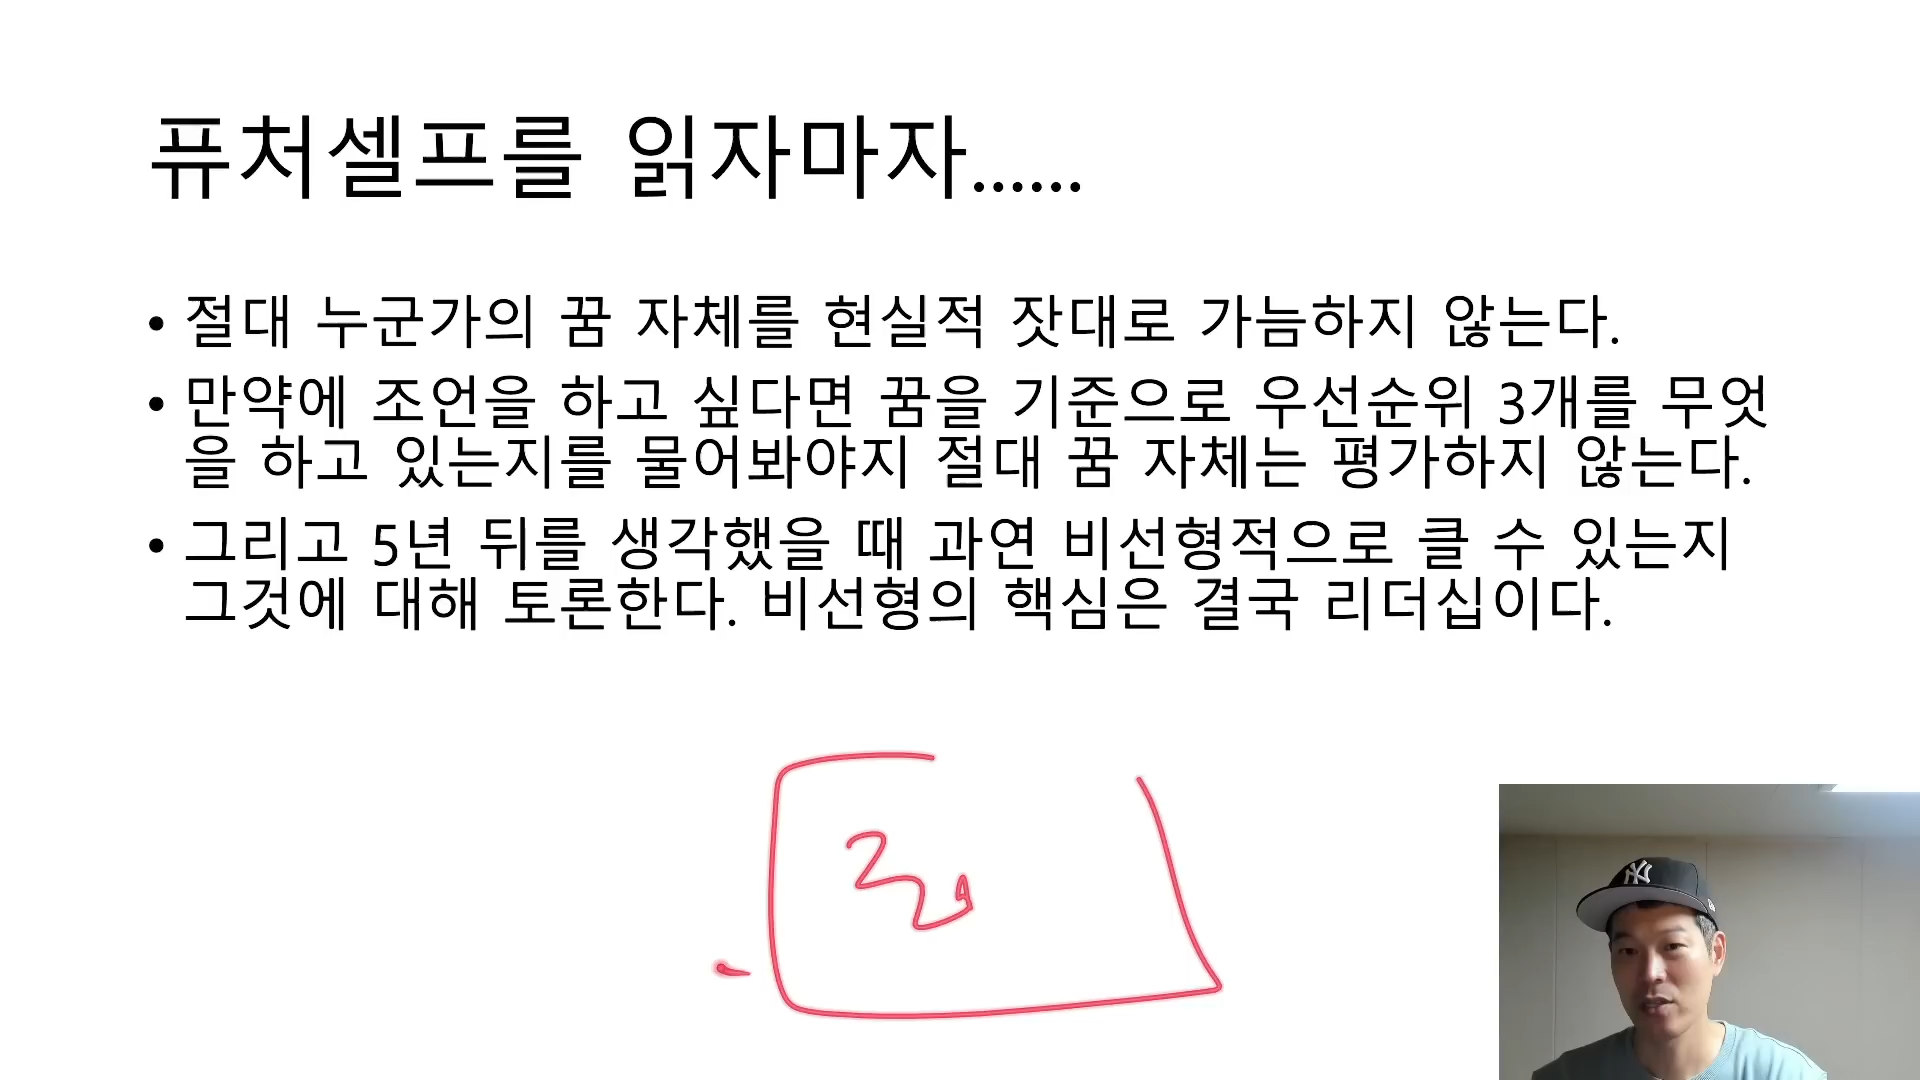 퓨처셀프를 읽자마자......
• 절대 누군가의 꿈 자체를 현실적 잣대로 가늠하지 않는다.
• 만약에 조언을 하고 싶다면 꿈을 기준으로 우선순위 3개를 무엇
을 하고 있는지를 물어봐야지 절대 꿈 자체는 평가하지 않는다.
• 그리고 5년 뒤를 생각했을 때 과연 비선형적으로 클 수 있는지
그것에 대해 토론한다. 비선형의 핵심은 결국 리더십이다.
NY